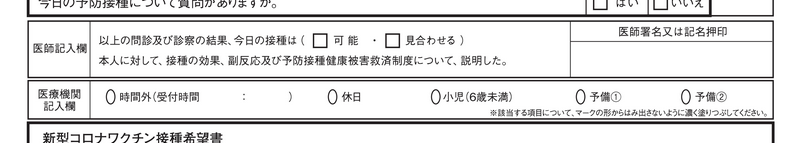 今日の予防接種について質問がありますか。 □ はい □ いいえ
医師記入欄
以上の問診及び診察の結果、今日の接種は( □ 可能 ・ □ 見合わせる )
本人に対して、接種の効果、副反応及び予防接種健康被害救済制度について、説明した。
医師署名又は記名押印
医療機関
記入欄
時間外(受付時間 : ) 休日 小児(6歳未満) 予備① 予備②
※該当する項目について、マークの形からはみ出さないように濃く塗りつぶしてください。
新型コロナワクチン接種希望書